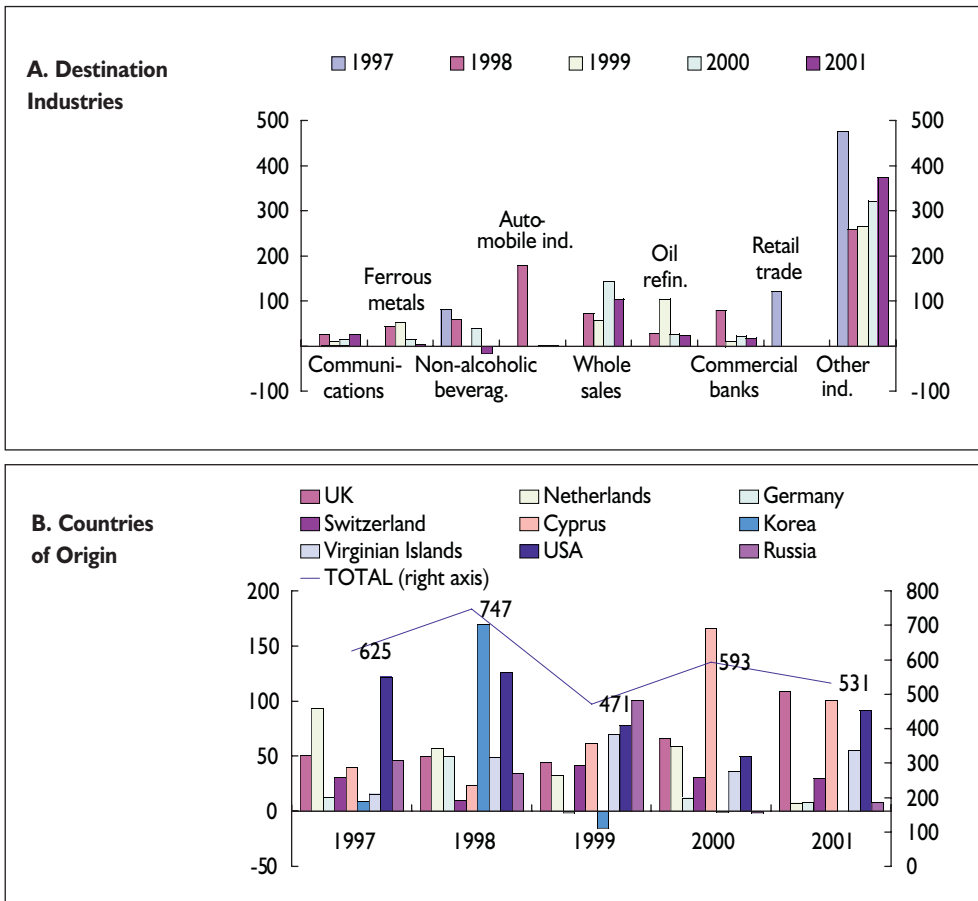 A. Destination
Industries
1997 1998 1999 2000 2001
500 500
400 400
300 300
200 200
100 100
-100 -100
Ferrous
metals
Auto-
mobile ind.
Oil
refin.
Retail
trade
Communi-
cations
Non-alcoholic
beverag.
Whole
sales
Commercial
banks
Other
ind.
B. Countries
of Origin
UK Netherlands Germany
Switzerland Cyprus Korea
Virginian Islands USA Russia
TOTAL (right axis)
200 800
150 700
100 600
50 500
0 400
-50 300
200
100
0
625 747 471 593 531
1997 1998 1999 2000 2001